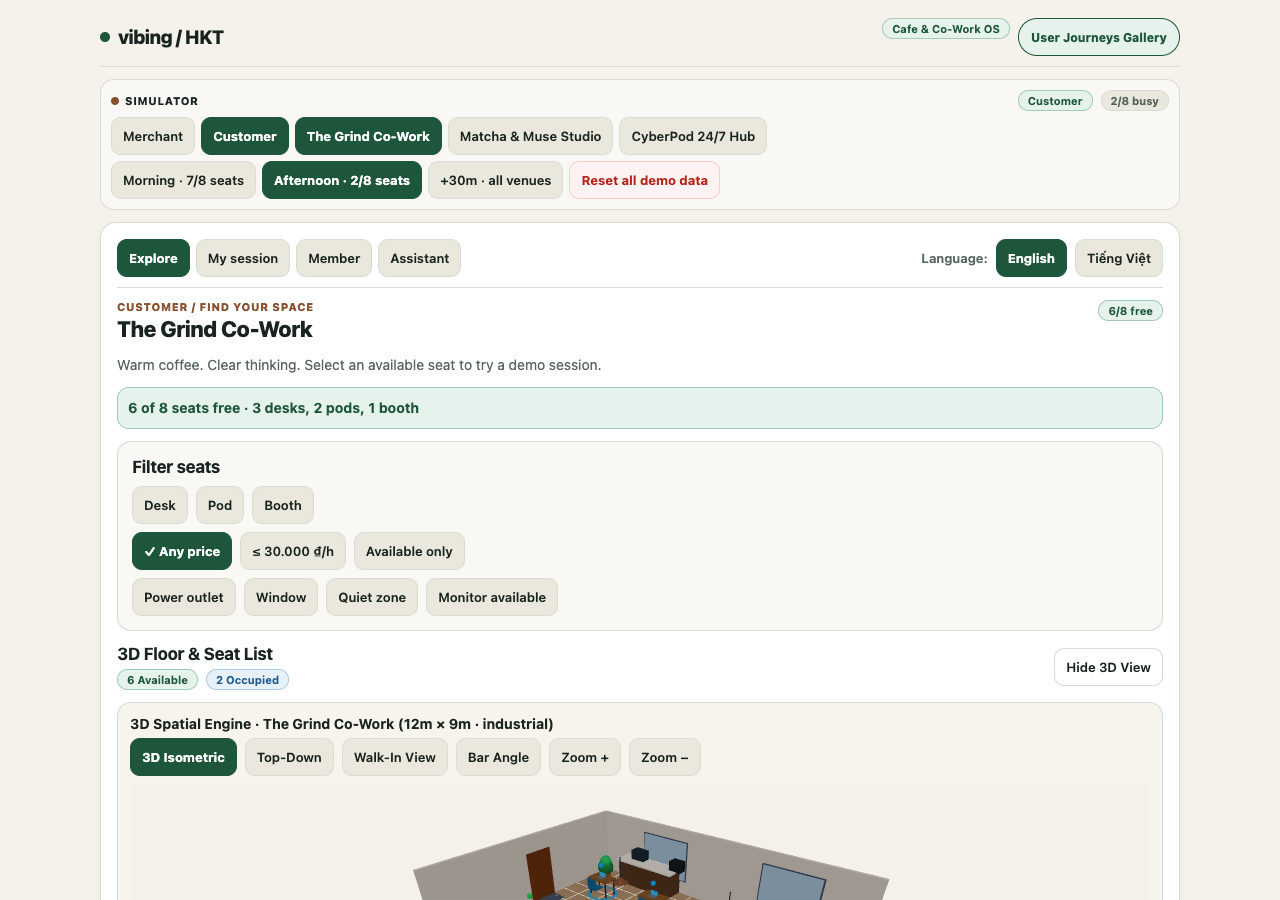 vibing / HKT
Cafe & Co-Work OS
User Journeys Gallery
SIMULATOR
Customer
2/8 busy
Merchant
Customer
The Grind Co-Work
Matcha & Muse Studio
CyberPod 24/7 Hub
Morning · 7/8 seats
Afternoon · 2/8 seats
+30m · all venues
Reset all demo data
Explore
My session
Member
Assistant
Language:
English
Tiếng Việt
CUSTOMER / FIND YOUR SPACE
The Grind Co-Work
6/8 free
Warm coffee. Clear thinking. Select an available seat to try a demo session.
6 of 8 seats free · 3 desks, 2 pods, 1 booth
Filter seats
Desk
Pod
Booth
✓ Any price
≤ 30.000 ₫/h
Available only
Power outlet
Window
Quiet zone
Monitor available
3D Floor & Seat List
6 Available
2 Occupied
Hide 3D View
3D Spatial Engine · The Grind Co-Work (12m × 9m · industrial)
3D Isometric
Top-Down
Walk-In View
Bar Angle
Zoom +
Zoom −